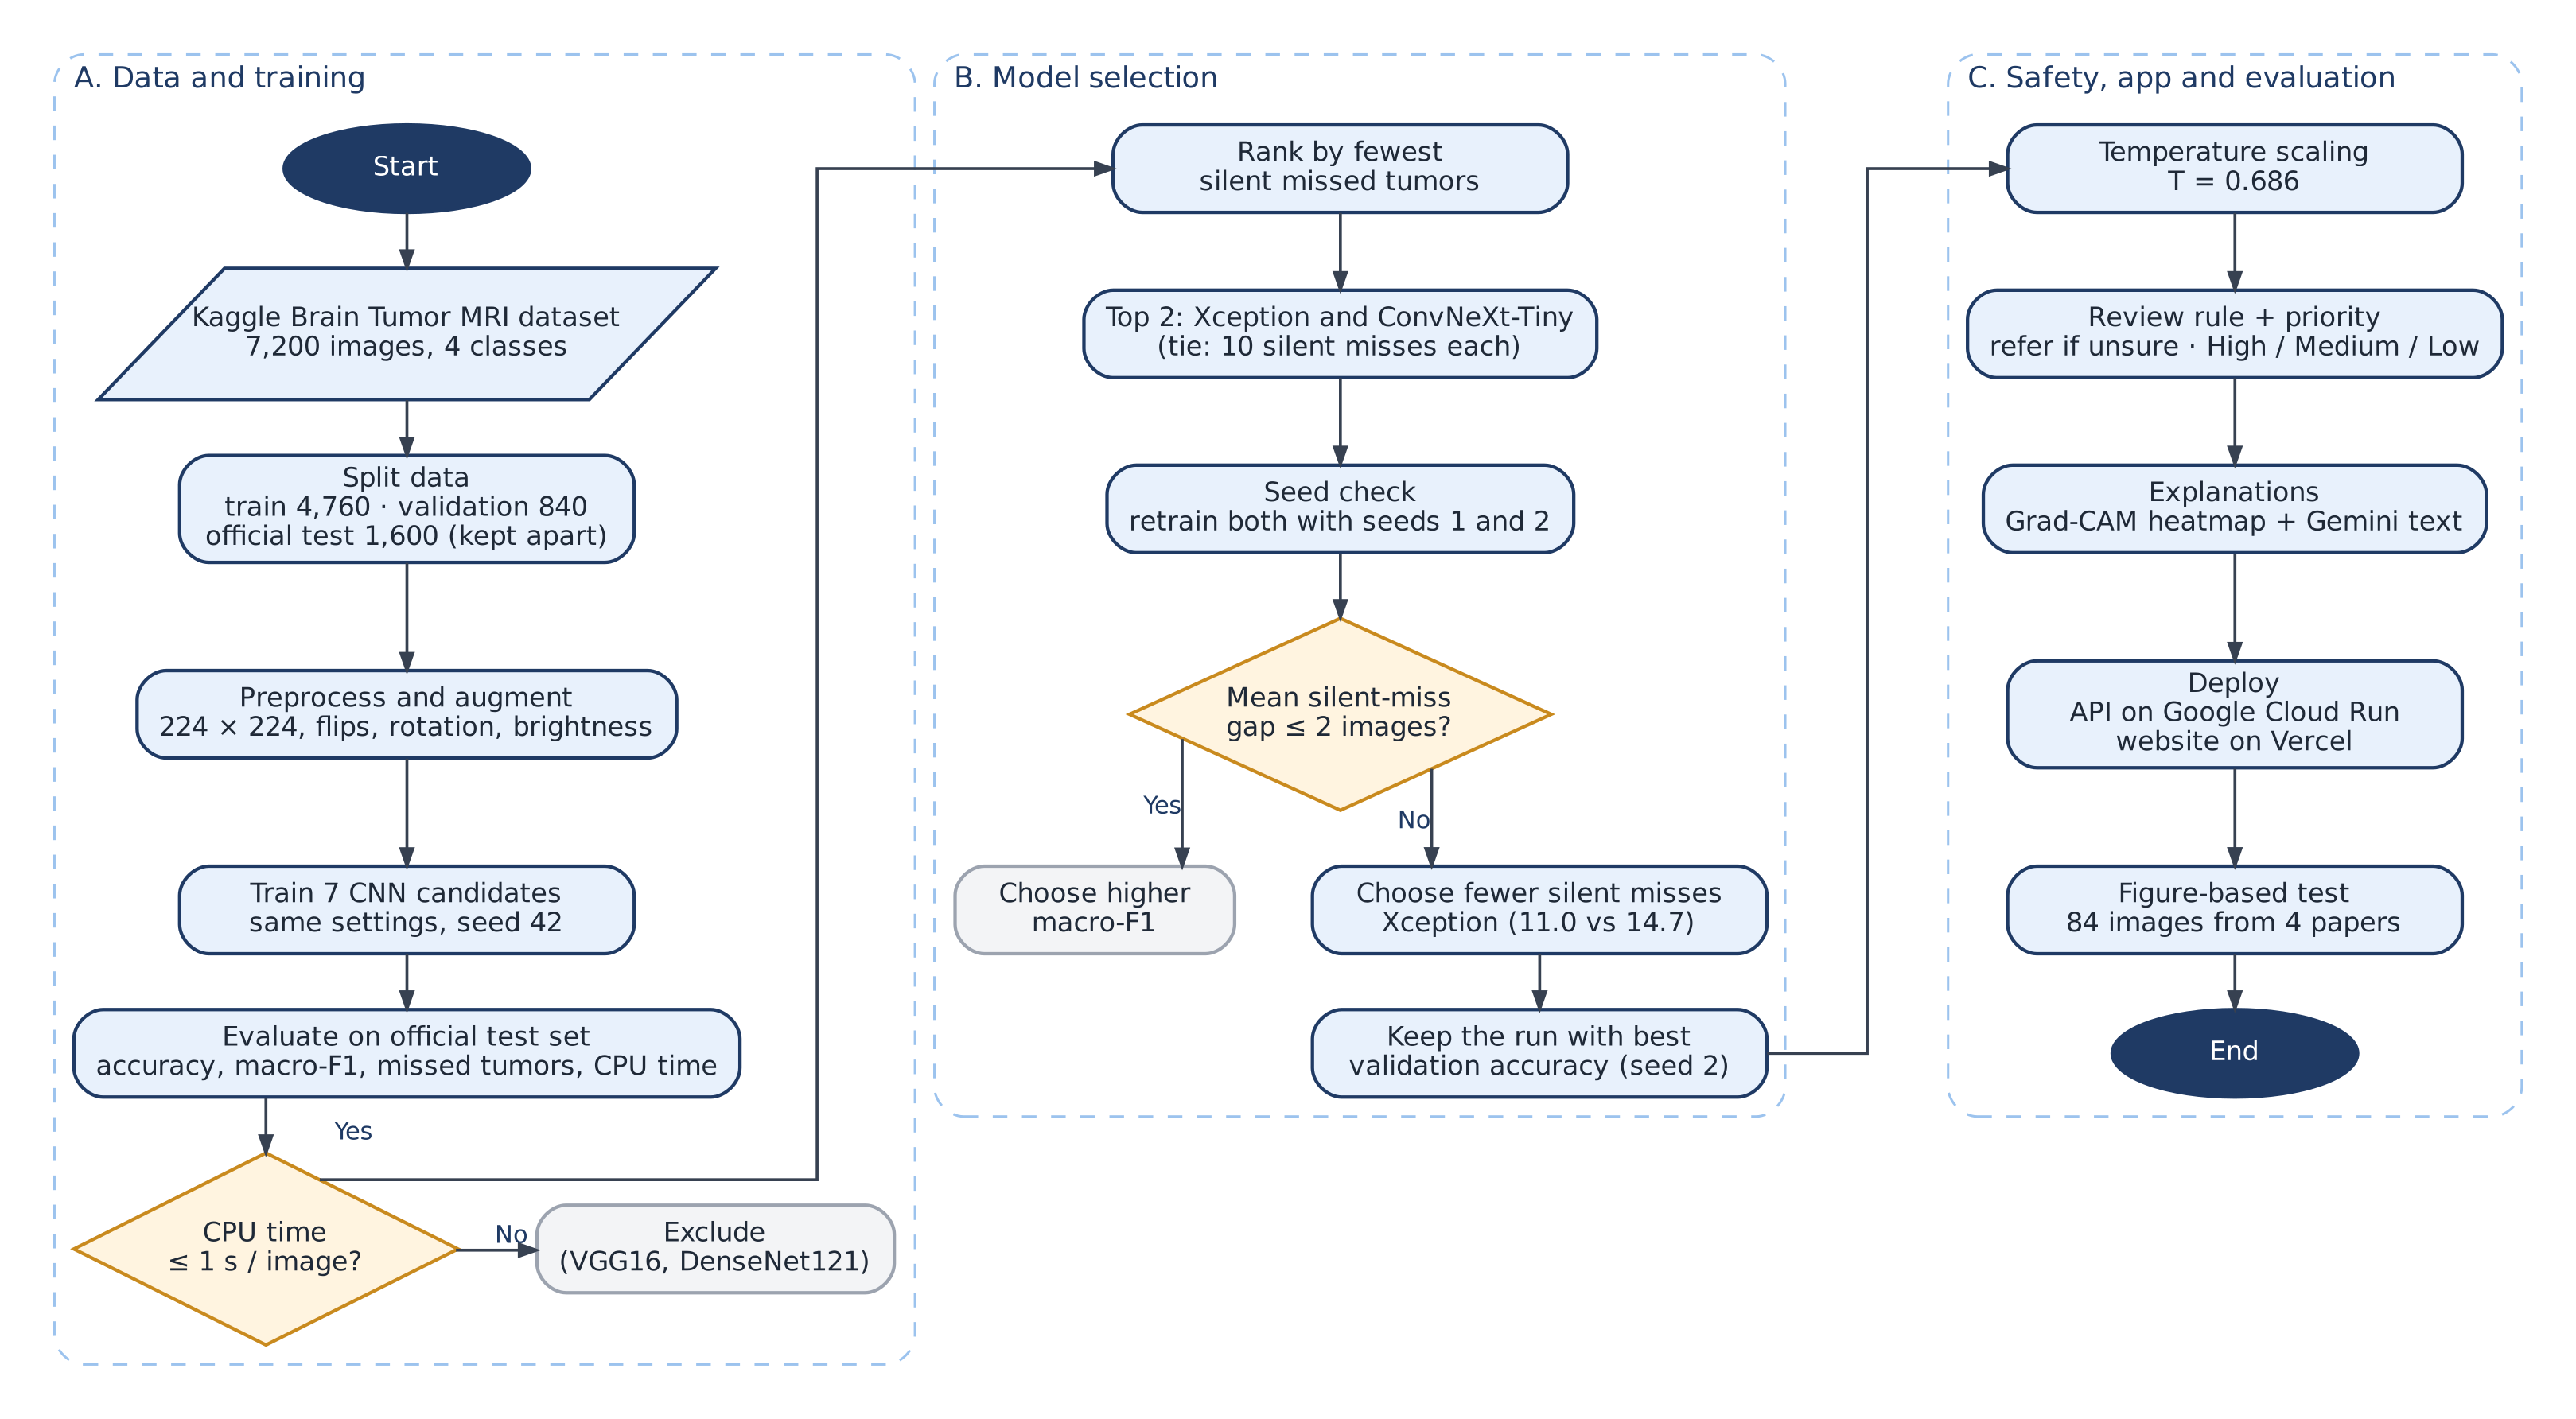 A. Data and training
Start
Kaggle Brain Tumor MRI dataset
7,200 images, 4 classes
Split data
train 4,760 · validation 840
official test 1,600 (kept apart)
Preprocess and augment
224 × 224, flips, rotation, brightness
Train 7 CNN candidates
same settings, seed 42
Evaluate on official test set
accuracy, macro-F1, missed tumors, CPU time
Yes
CPU time
≤ 1 s / image?
No
Exclude
(VGG16, DenseNet121)
B. Model selection
Rank by fewest
silent missed tumors
Top 2: Xception and ConvNeXt-Tiny
(tie: 10 silent misses each)
Seed check
retrain both with seeds 1 and 2
Mean silent-miss
gap ≤ 2 images?
Yes
No
Choose higher
macro-F1
Choose fewer silent misses
Xception (11.0 vs 14.7)
Keep the run with best
validation accuracy (seed 2)
C. Safety, app and evaluation
Temperature scaling
T = 0.686
Review rule + priority
refer if unsure · High / Medium / Low
Explanations
Grad-CAM heatmap + Gemini text
Deploy
API on Google Cloud Run
website on Vercel
Figure-based test
84 images from 4 papers
End